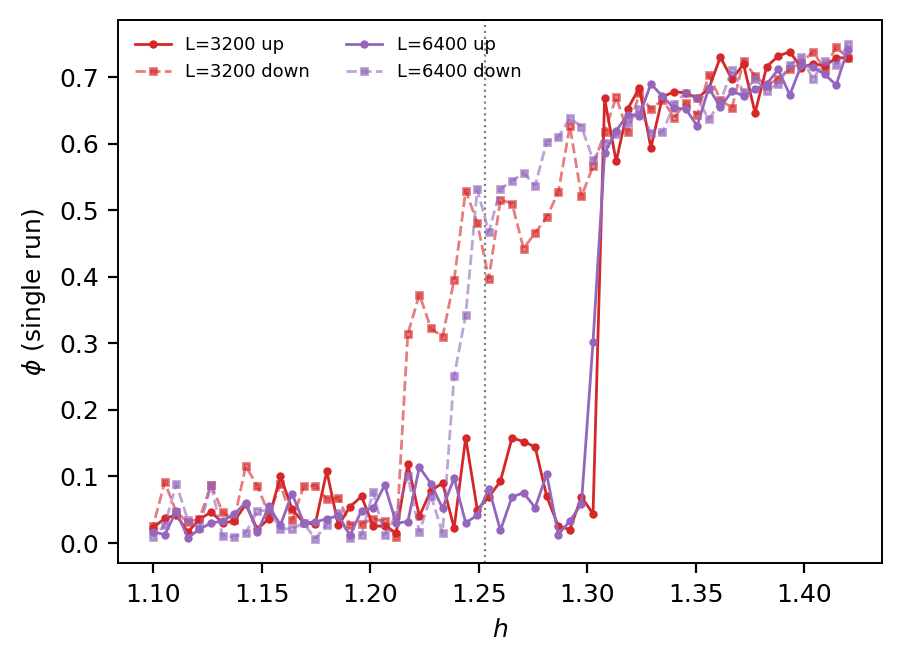 L=3200 up
L=3200 down
L=6400 up
L=6400 down
ϕ (single run)
0.7
0.6
0.5
0.4
0.3
0.2
0.1
0.0
1.10 1.15 1.20 1.25 1.30 1.35 1.40
h